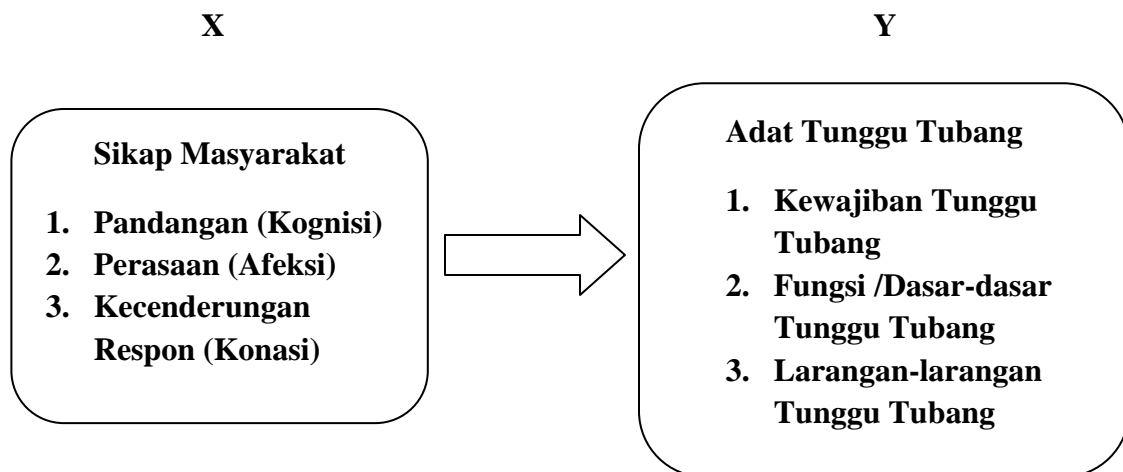 X
Y
Sikap Masyarakat
1. Pandangan (Kognisi)
2. Perasaan (Afeksi)
3. Kecenderungan
Respon (Konasi)
Adat Tunggu Tubang
1. Kewajiban Tunggu
Tubang
2. Fungsi /Dasar-dasar
Tunggu Tubang
3. Larangan-larangan
Tunggu Tubang